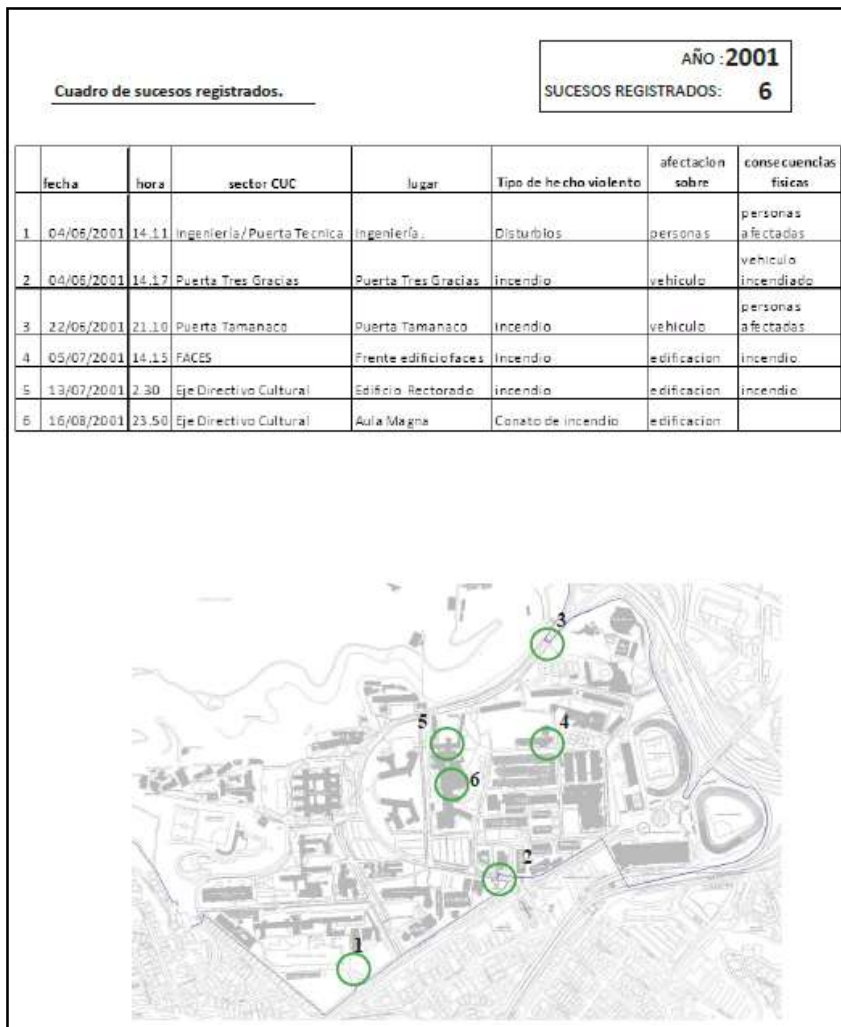 AÑO : 2001
SUCESOS REGISTRADOS: 6
Cuadro de sucesos registrados.
fecha hora sector CUC lugar Tipo de hecho violento afectacion sobre consecuencias fisicas
1 04/06/2001 14.11 Ingeniería/Puerta Tecnica Ingeniería. Disturbios personas personas afectadas
2 04/06/2001 14.17 Puerta Tres Gracias Puerta Tres Gracias incendio vehiculo vehiculo incendiado
3 22/06/2001 21.10 Puerta Tamanaco Puerta Tamanaco incendio vehiculo personas afectadas
4 05/07/2001 14.15 FACES Frente edificio faces Incendio edificacion incendio
5 13/07/2001 2.30 Eje Directivo Cultural Edificio Rectorado incendio edificacion incendio
6 16/08/2001 23.50 Eje Directivo Cultural Aula Magna Conato de incendio edificacion
3
5
4
6
2
1